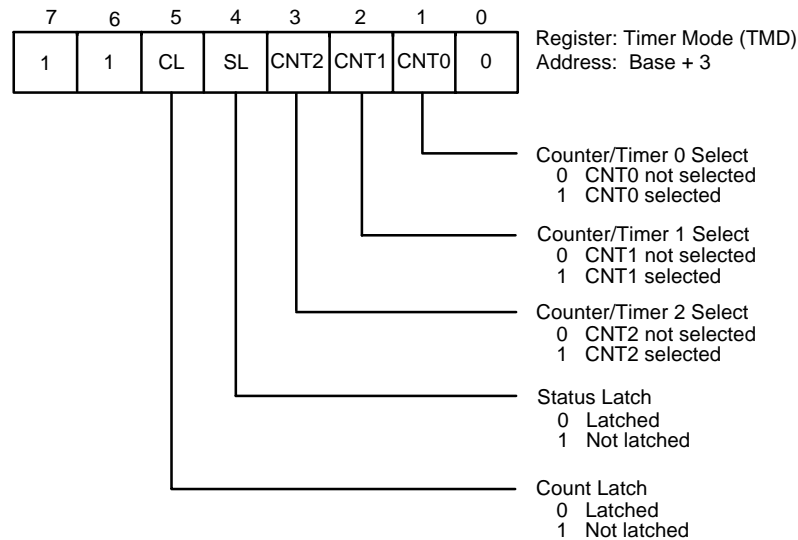 7 6 5 4 3 2 1 0
1 1 CL SL CNT2 CNT1 CNT0 0
Register: Timer Mode (TMD)
Address: Base + 3
Counter/Timer 0 Select
0 CNT0 not selected
1 CNT0 selected
Counter/Timer 1 Select
0 CNT1 not selected
1 CNT1 selected
Counter/Timer 2 Select
0 CNT2 not selected
1 CNT2 selected
Status Latch
0 Latched
1 Not latched
Count Latch
0 Latched
1 Not latched